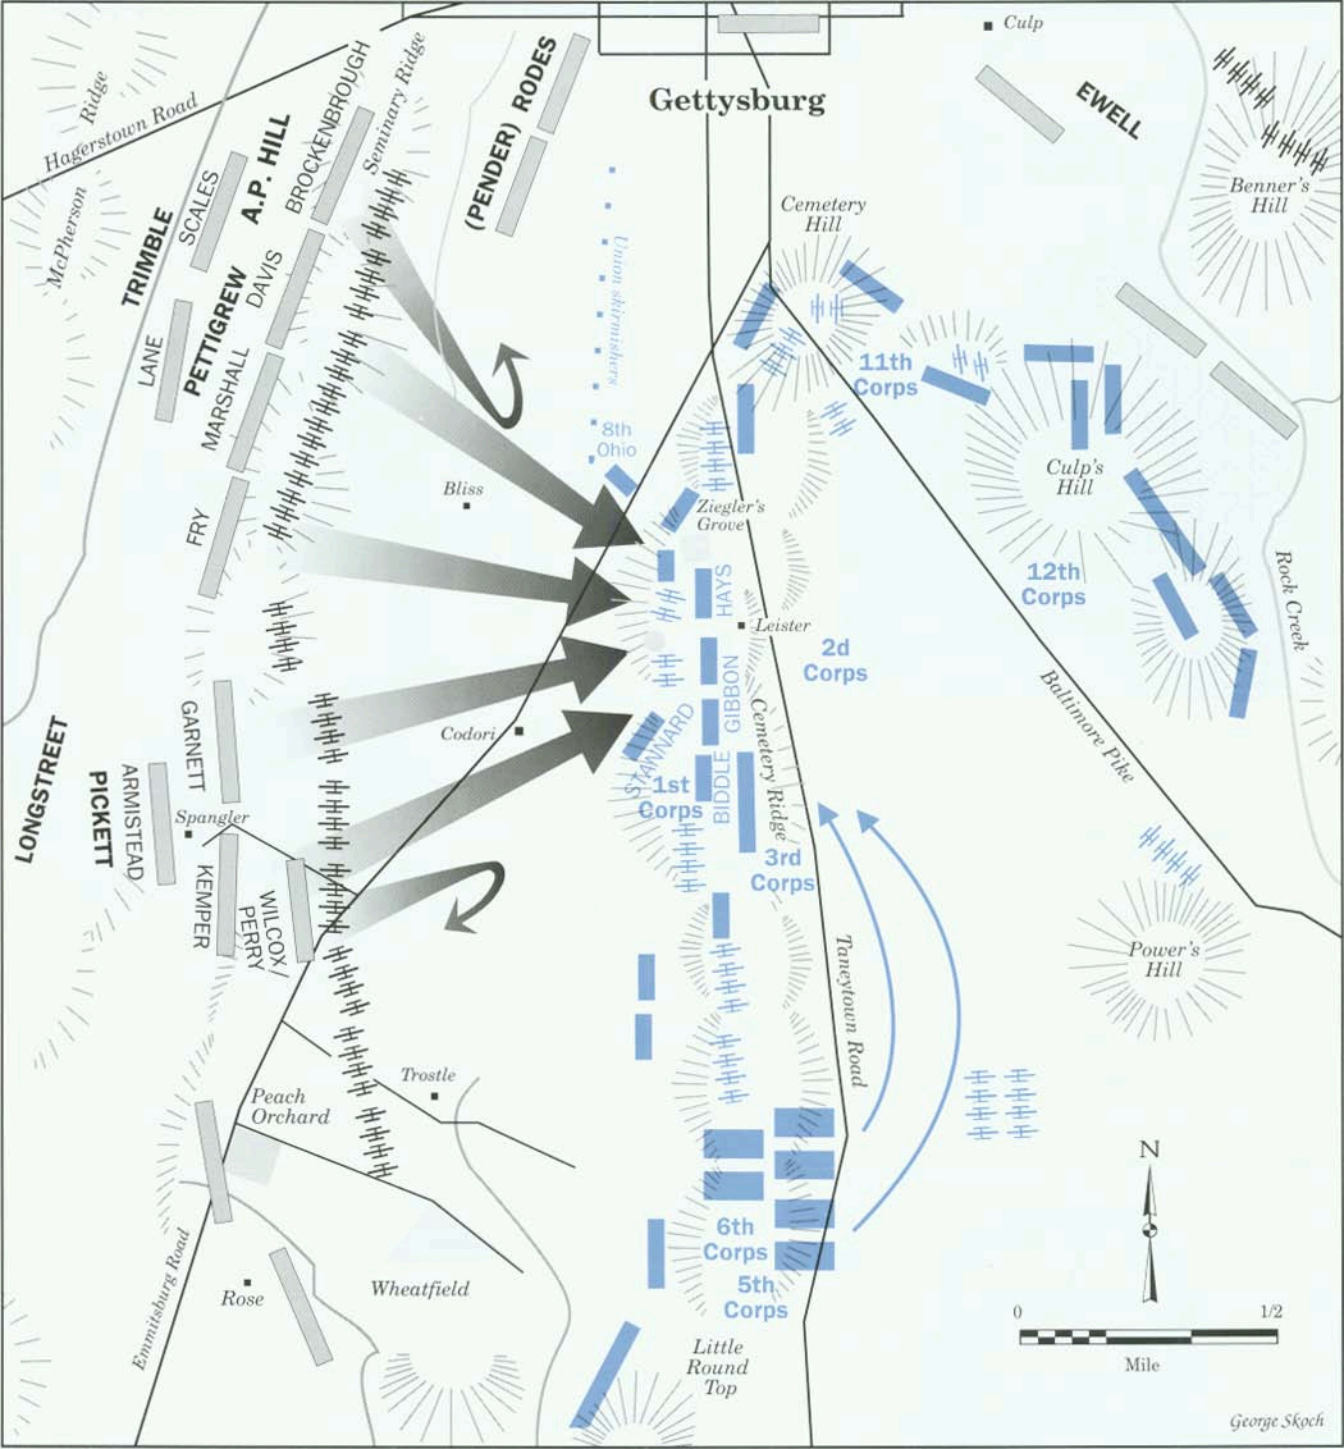 Culp
EWELL
Gettysburg
Ridge
Hagerstown Road
McPherson
SCALES
A.P. HILL
BROCKENBROUGH
Seminary Ridge
(PENDER) RODES
Benner's
Hill
Cemetery
Hill
TRIMBLE
LANE
PETTIGREW
DAVIS
MARSHALL
Union skirmishers
11th
Corps
8th
Ohio
Culp's
Hill
Bliss
Ziegler's
Grove
FRY
HAYS
12th
Corps
Rock Creek
Leister
2d
Corps
GIBBON
Cemetery Ridge
Baltimore Pike
LONGSTREET
PICKETT
GARNETT
ARMISTEAD
Codori
STANNARD
1st
Corps
BIDDLE
Spangler
KEMPER
WILCOX/
PERRY
3rd
Corps
Taneytown Road
Power's
Hill
Trostle
Peach
Orchard
N
6th
Corps
5th
Corps
Emmitsburg Road
Rose
Wheatfield
Little
Round
Top
0 1/2
Mile
George Skoch